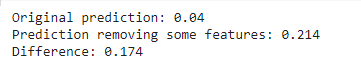 Original prediction: 0.04
Prediction removing some features: 0.214
Difference: 0.174